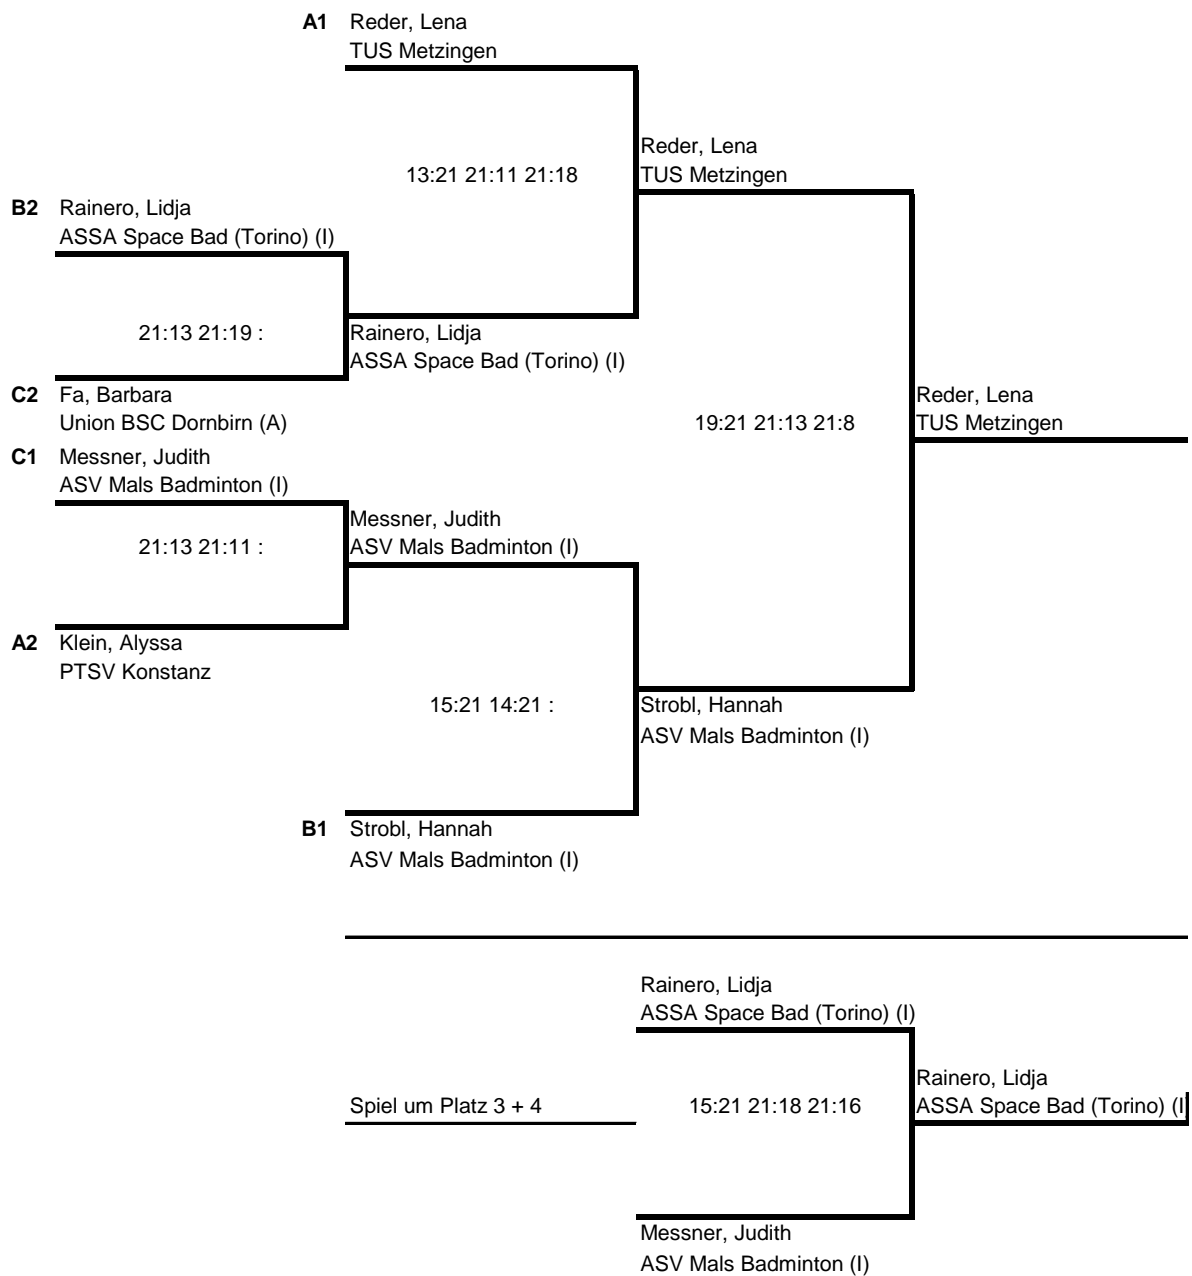 A1 Reder, Lena
TUS Metzingen
Reder, Lena
13:21 21:11 21:18 TUS Metzingen
B2 Rainero, Lidja
ASSA Space Bad (Torino) (I)
21:13 21:19 : Rainero, Lidja
ASSA Space Bad (Torino) (I)
C2 Fa, Barbara Reder, Lena
Union BSC Dornbirn (A) 19:21 21:13 21:8 TUS Metzingen
C1 Messner, Judith
ASV Mals Badminton (I)
Messner, Judith
21:13 21:11 : ASV Mals Badminton (I)
A2 Klein, Alyssa
PTSV Konstanz
15:21 14:21 : Strobl, Hannah
ASV Mals Badminton (I)
B1 Strobl, Hannah
ASV Mals Badminton (I)
Rainero, Lidja
ASSA Space Bad (Torino) (I)
Rainero, Lidja
Spiel um Platz 3 + 4 15:21 21:18 21:16 ASSA Space Bad (Torino) (I
Messner, Judith
ASV Mals Badminton (I)